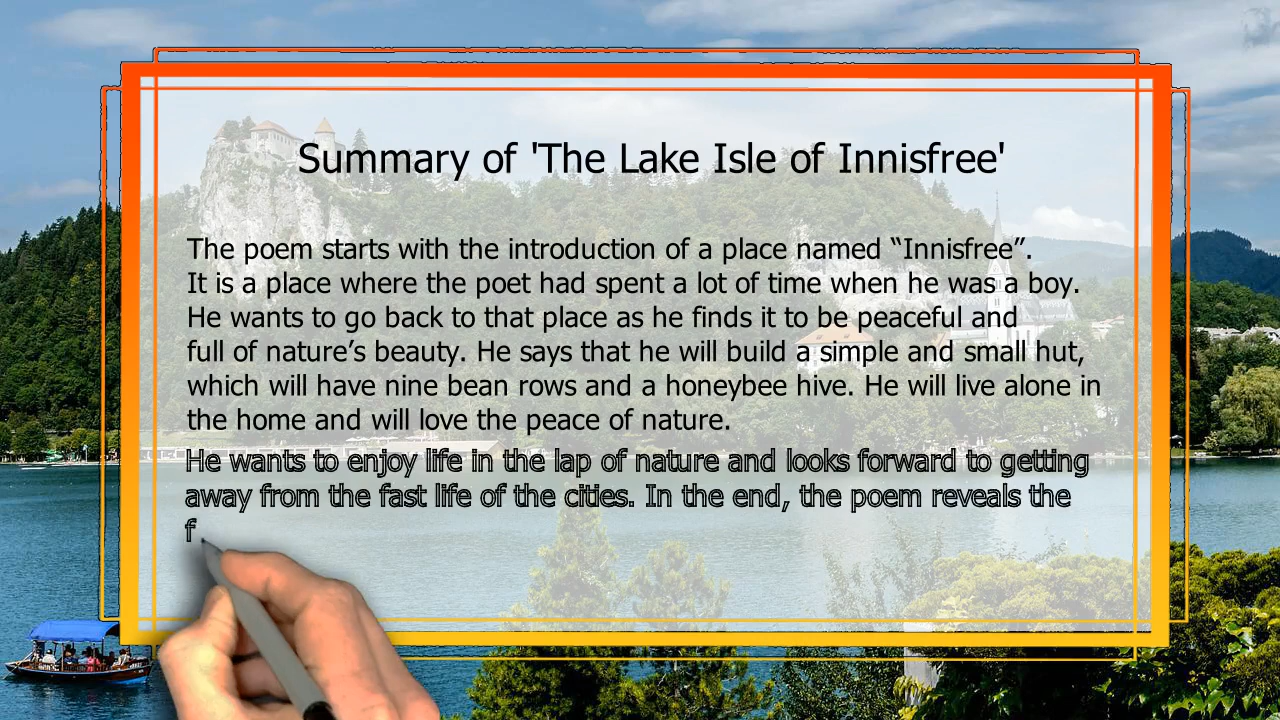 Summary of 'The Lake Isle of Innisfree'
The poem starts with the introduction of a place named “Innisfree”.
It is a place where the poet had spent a lot of time when he was a boy.
He wants to go back to that place as he finds it to be peaceful and
full of nature’s beauty. He says that he will build a simple and small hut,
which will have nine bean rows and a honeybee hive. He will live alone in
the home and will love the peace of nature.
He wants to enjoy life in the lap of nature and looks forward to getting
away from the fast life of the cities. In the end, the poem reveals the
f